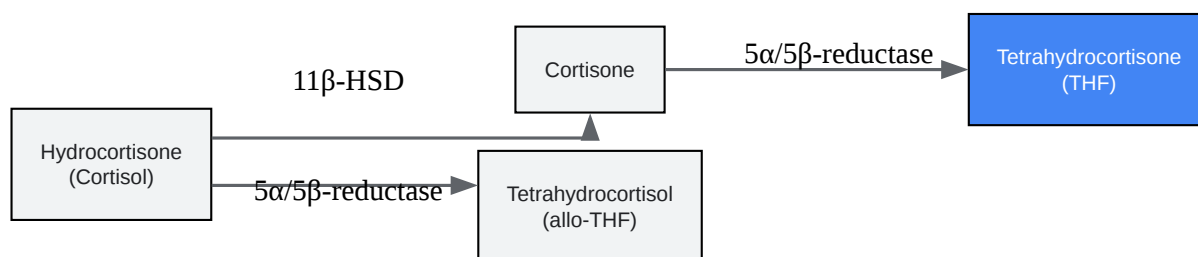 11β-HSD
Hydrocortisone
(Cortisol)
5α/5β-reductase
Cortisone
Tetrahydrocortisol
(allo-THF)
5α/5β-reductase
Tetrahydrocortisone
(THF)